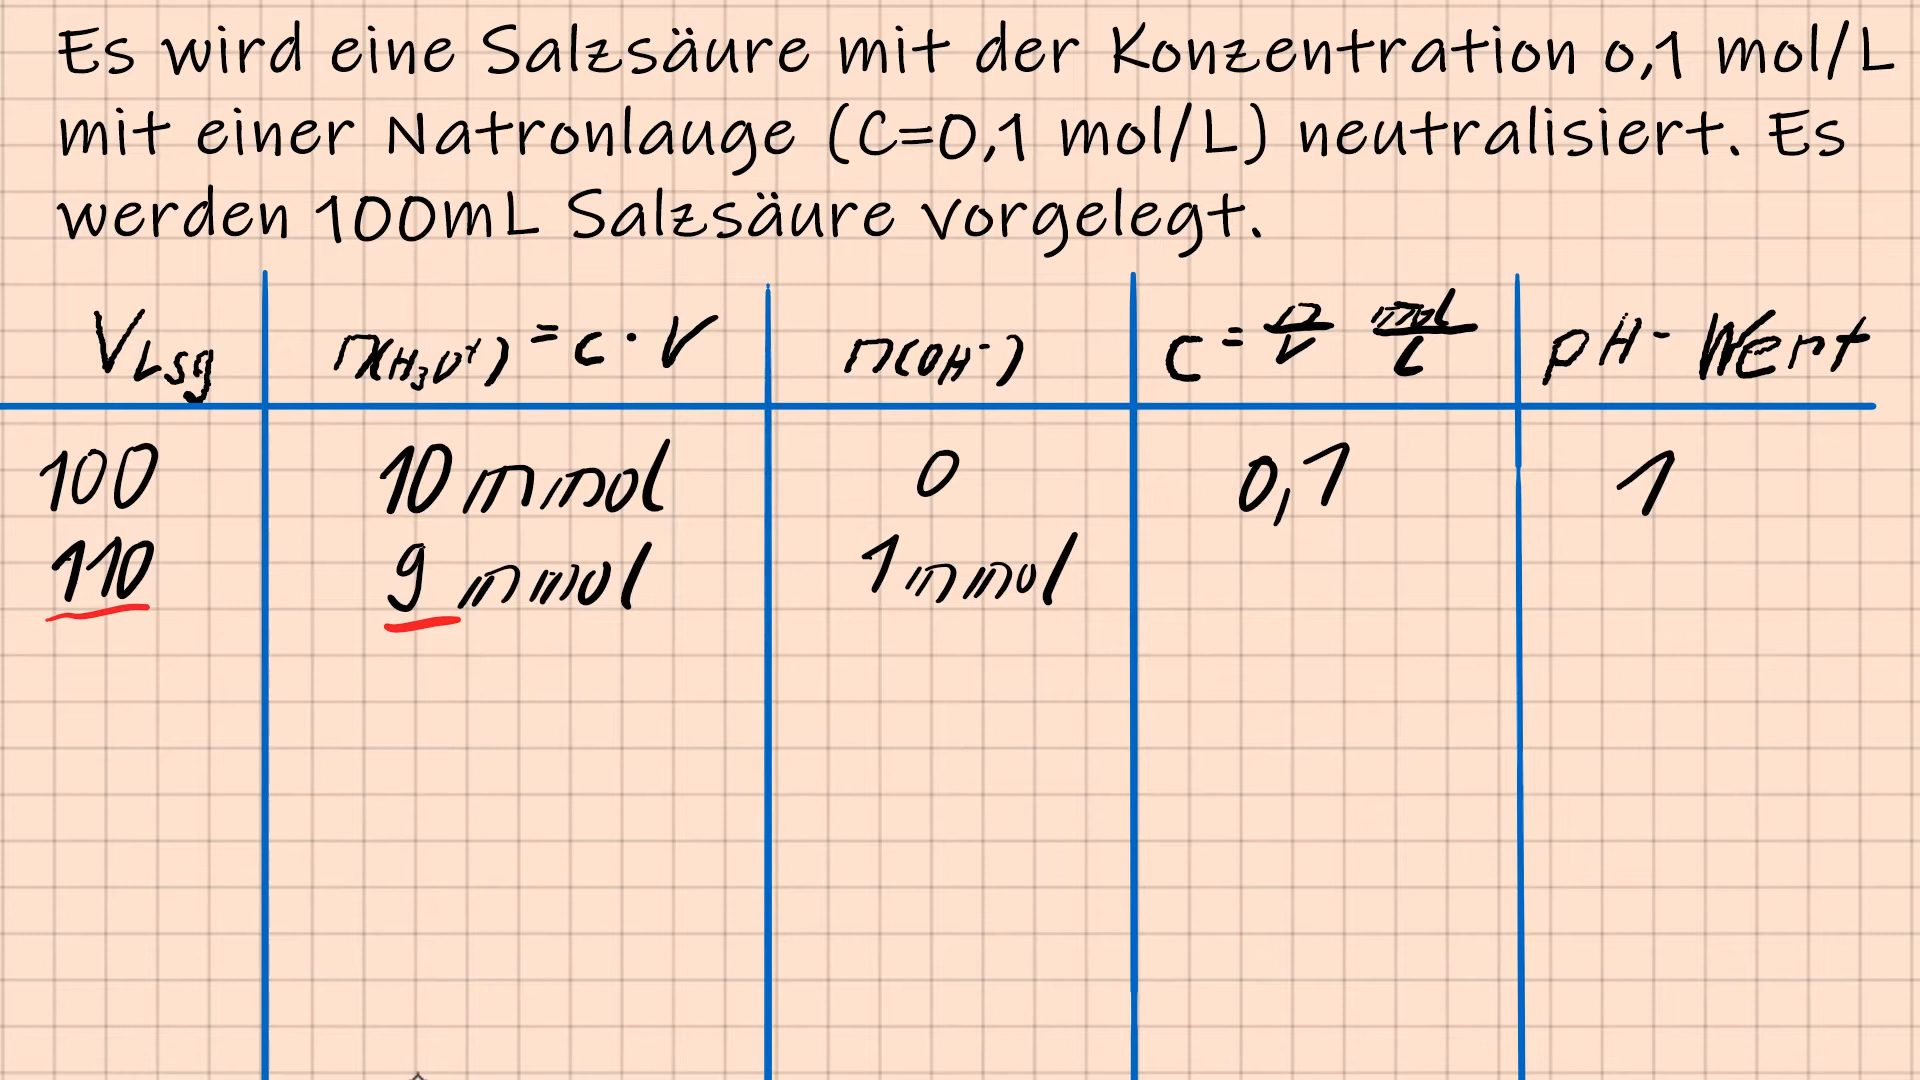 Es wird eine Salzsäure mit der Konzentration 0,1 mol/L
mit einer Natronlauge (C=0,1 mol/L) neutralisiert. Es
werden 100mL Salzsäure vorgelegt.
V_Lsg n(H₃O⁺) = c · V n(OH⁻) C = n/V mol/L pH-Wert
100 10 mmol 0 0,1 1
110 9 mmol 1 mmol